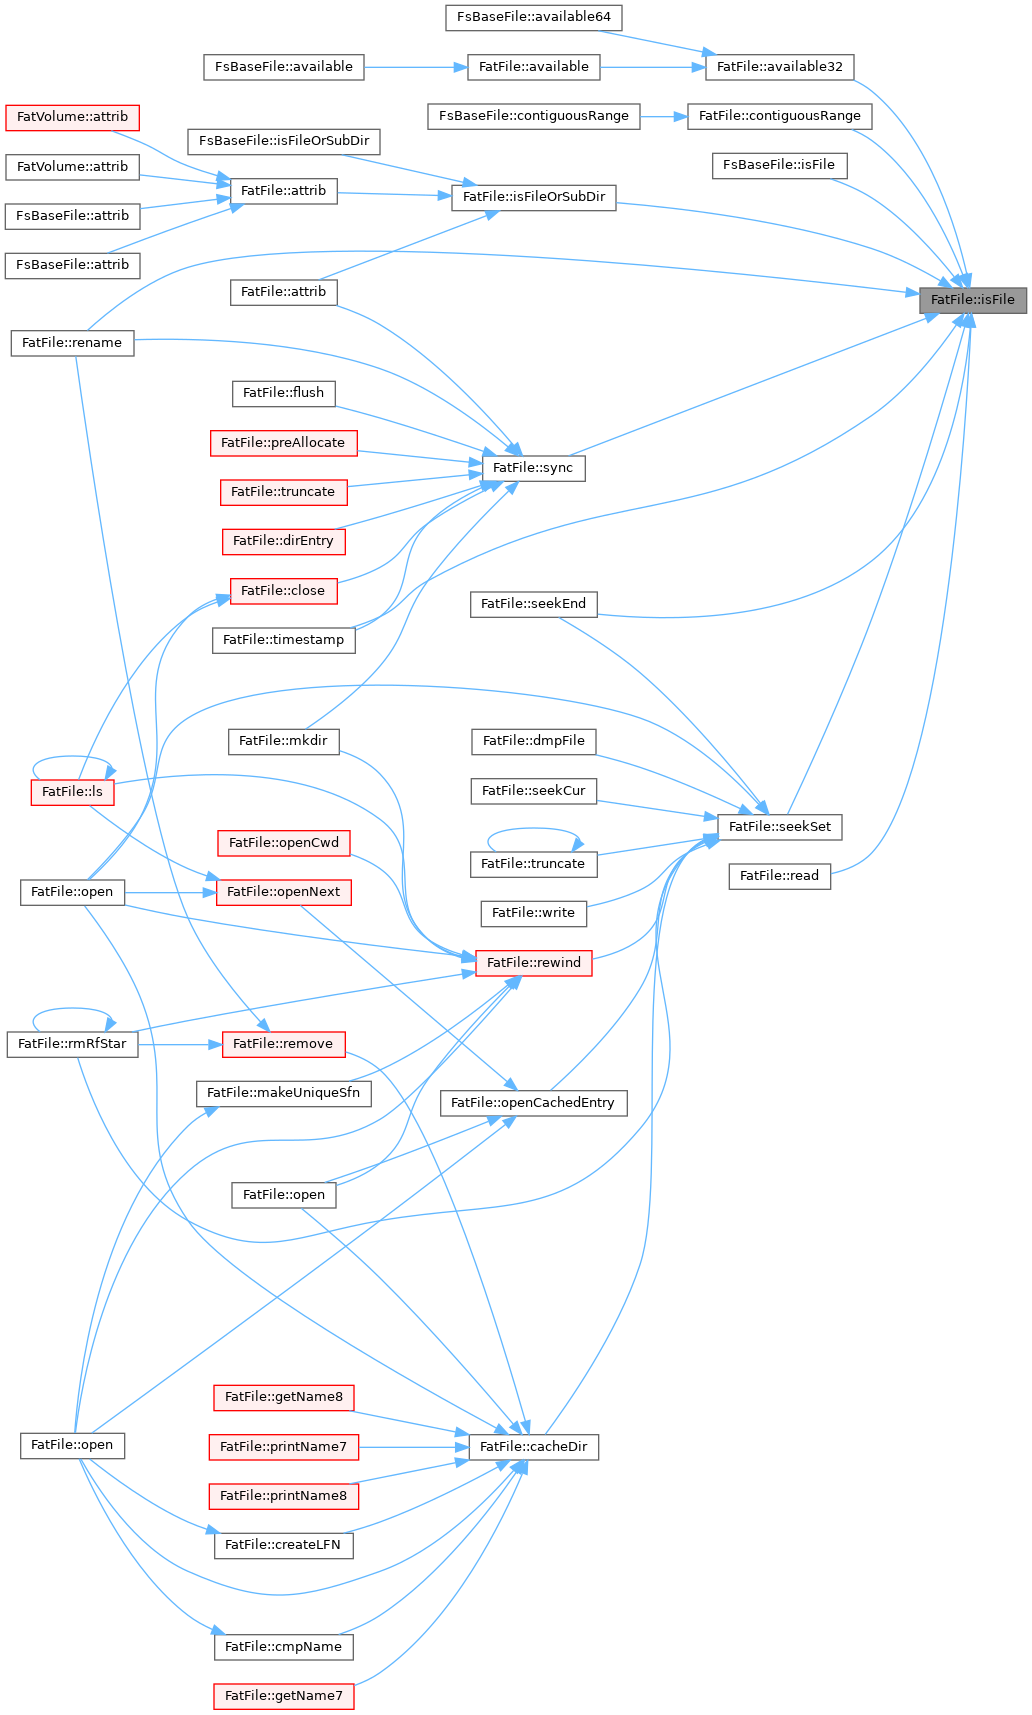 FsBaseFile::available64
FsBaseFile::available
FatFile::available
FatFile::available32
FatVolume::attrib
FsBaseFile::contiguousRange
FatFile::contiguousRange
FsBaseFile::isFileOrSubDir
FatVolume::attrib
FsBaseFile::isFile
FatFile::attrib
FatFile::isFileOrSubDir
FsBaseFile::attrib
FsBaseFile::attrib
FatFile::attrib
FatFile::isFile
FatFile::rename
FatFile::flush
FatFile::preAllocate
FatFile::sync
FatFile::truncate
FatFile::dirEntry
FatFile::close
FatFile::seekEnd
FatFile::timestamp
FatFile::mkdir
FatFile::dmpFile
FatFile::ls
FatFile::seekCur
FatFile::seekSet
FatFile::openCwd
FatFile::truncate
FatFile::read
FatFile::open
FatFile::openNext
FatFile::write
FatFile::rewind
FatFile::rmRfStar
FatFile::remove
FatFile::makeUniqueSfn
FatFile::openCachedEntry
FatFile::open
FatFile::getName8
FatFile::open
FatFile::printName7
FatFile::cacheDir
FatFile::printName8
FatFile::createLFN
FatFile::cmpName
FatFile::getName7